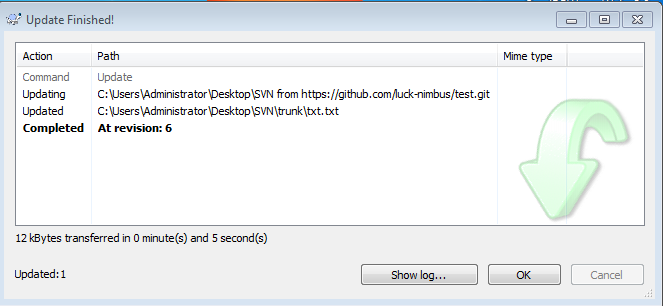 Update Finished!
Action Path Mime type
Command Update
Updating C:\Users\Administrator\Desktop\SVN from https://github.com/luck-nimbus/test.git
Updated C:\Users\Administrator\Desktop\SVN\trunk\txt.txt
Completed At revision: 6
12 kBytes transferred in 0 minute(s) and 5 second(s)
Updated:1 Show log... OK Cancel